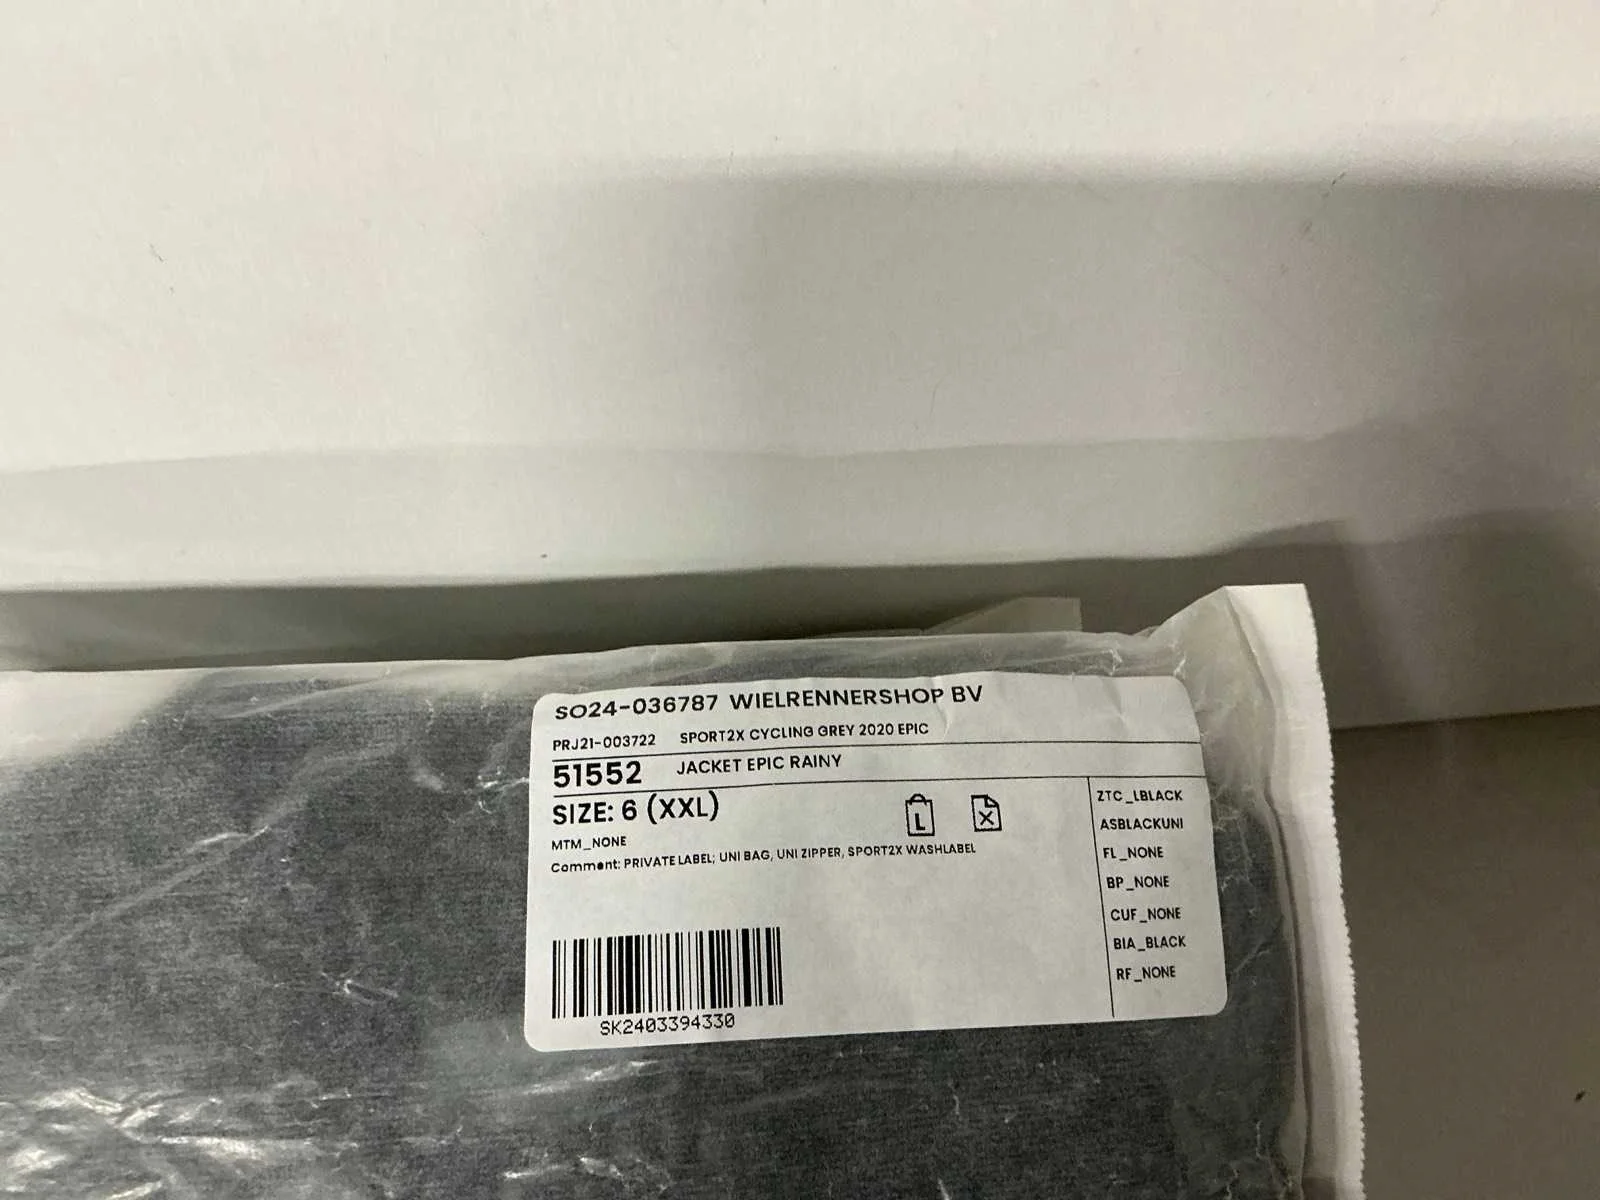 SO24-036787 WIELRENNERSHOP BV
PRJ21-003722 SPORT2X CYCLING GREY 2020 EPIC
51552 JACKET EPIC RAINY
SIZE: 6 (XXL)
L X
MTM_NONE
Comment: PRIVATE LABEL; UNI BAG, UNI ZIPPER, SPORT2X WASHLABEL
ZTC_LBLACK
ASBLACKUNI
FL_NONE
BP_NONE
CUF_NONE
BIA_BLACK
RF_NONE
SK2403394330